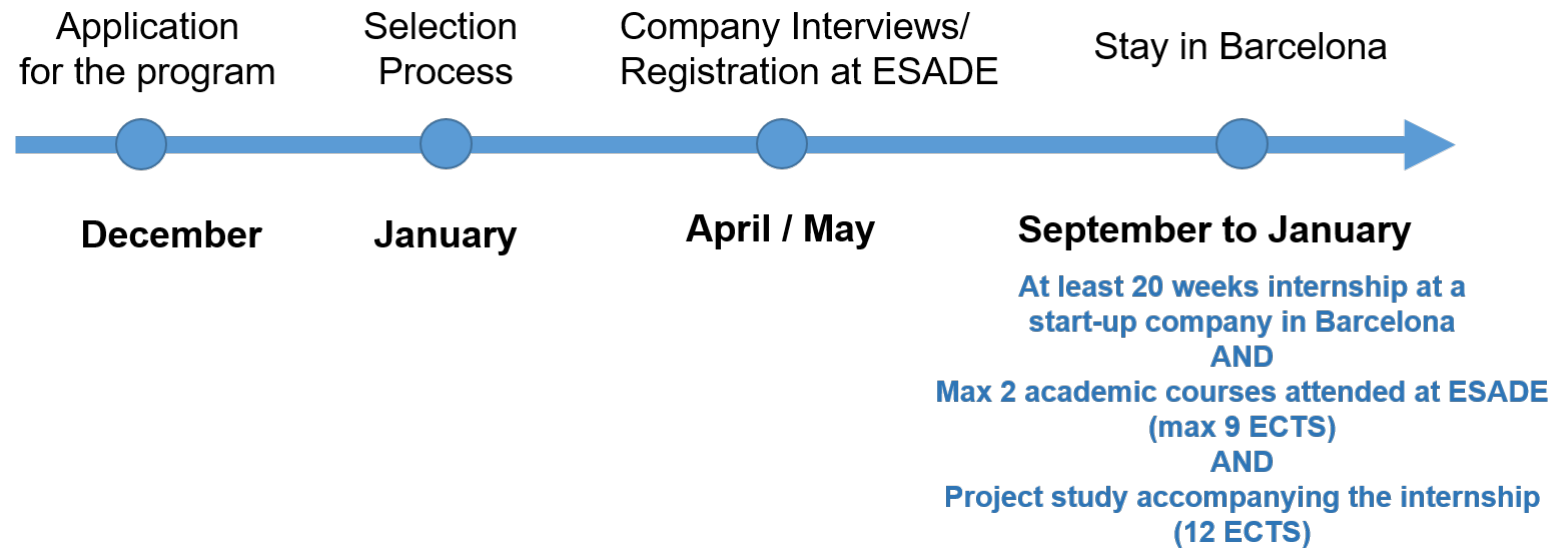 Application
for the program
Selection
Process
Company Interviews/
Registration at ESADE
Stay in Barcelona
December
January
April / May
September to January
At least 20 weeks internship at a
start-up company in Barcelona
AND
Max 2 academic courses attended at ESADE
(max 9 ECTS)
AND
Project study accompanying the internship
(12 ECTS)